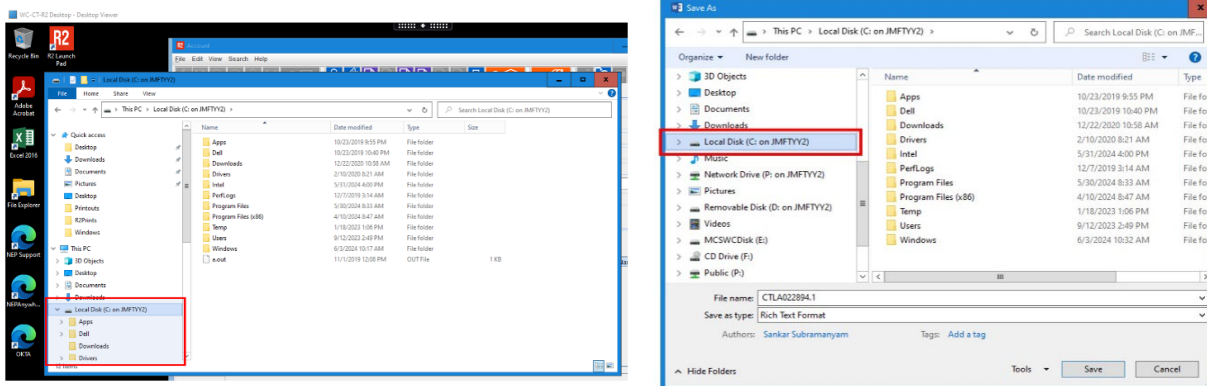 WC-CT-R2 Desktop - Desktop Viewer
Recycle Bin
R2 Launch Pad
R2
Adobe Acrobat
Excel 2016
File Explorer
NEP Support
OKTA
R2 Account
File Edit View Search Help
Local Disk (C: on JMFTYY2)
File Home Share View
This PC > Local Disk (C: on JMFTYY2) >
Search Local Disk (C: on JMFTYY2)
Name Date modified Type Size
Quick access
Desktop
Downloads
Documents
Pictures
Desktop
Printouts
R2Prints
Windows
This PC
3D Objects
Desktop
Documents
Downloads
Local Disk (C: on JMFTYY2)
Apps
Dell
Downloads
Drivers
12 items
Apps 10/23/2019 9:55 PM File folder
Dell 10/23/2019 10:40 PM File folder
Downloads 12/22/2020 10:58 AM File folder
Drivers 2/10/2020 8:21 AM File folder
Intel 5/31/2024 4:00 PM File folder
PerfLogs 12/7/2019 3:14 AM File folder
Program Files 5/30/2024 8:33 AM File folder
Program Files (x86) 4/10/2024 8:47 AM File folder
Temp 1/18/2023 1:06 PM File folder
Users 9/12/2023 2:49 PM File folder
Windows 6/3/2024 10:17 AM File folder
a.out 11/1/2019 12:08 PM OUT File 1 KB
Save As
This PC > Local Disk (C: on JMFTYY2) >
Search Local Disk (C: on JMF...
Organize New folder
3D Objects
Desktop
Documents
Downloads
Local Disk (C: on JMFTYY2)
Music
Network Drive (P: on JMFTYY2)
Pictures
Removable Disk (D: on JMFTYY2)
Videos
MCSWCDisk (E:)
CD Drive (F:)
Public (P:)
Name Date modified Type
Apps 10/23/2019 9:55 PM File fo
Dell 10/23/2019 10:40 PM File fo
Downloads 12/22/2020 10:58 AM File fo
Drivers 2/10/2020 8:21 AM File fo
Intel 5/31/2024 4:00 PM File fo
PerfLogs 12/7/2019 3:14 AM File fo
Program Files 5/30/2024 8:33 AM File fo
Program Files (x86) 4/10/2024 8:47 AM File fo
Temp 1/18/2023 1:06 PM File fo
Users 9/12/2023 2:49 PM File fo
Windows 6/3/2024 10:32 AM File fo
File name: CTLA022894.1
Save as type: Rich Text Format
Authors: Sankar Subramanyam Tags: Add a tag
Hide Folders Tools Save Cancel